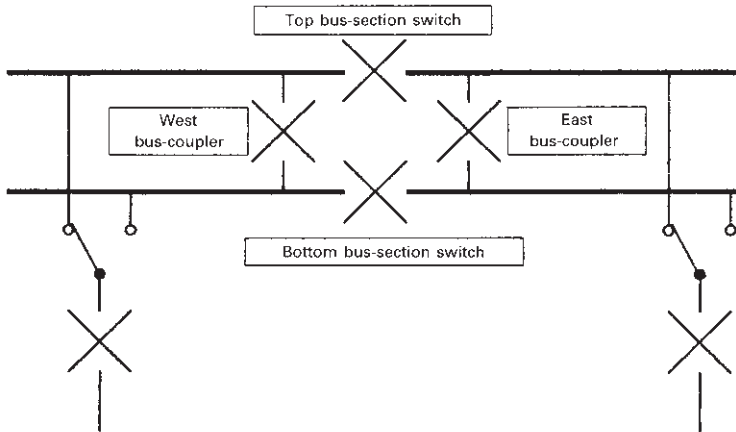 Top bus-section switch
West
bus-coupler
East
bus-coupler
Bottom bus-section switch